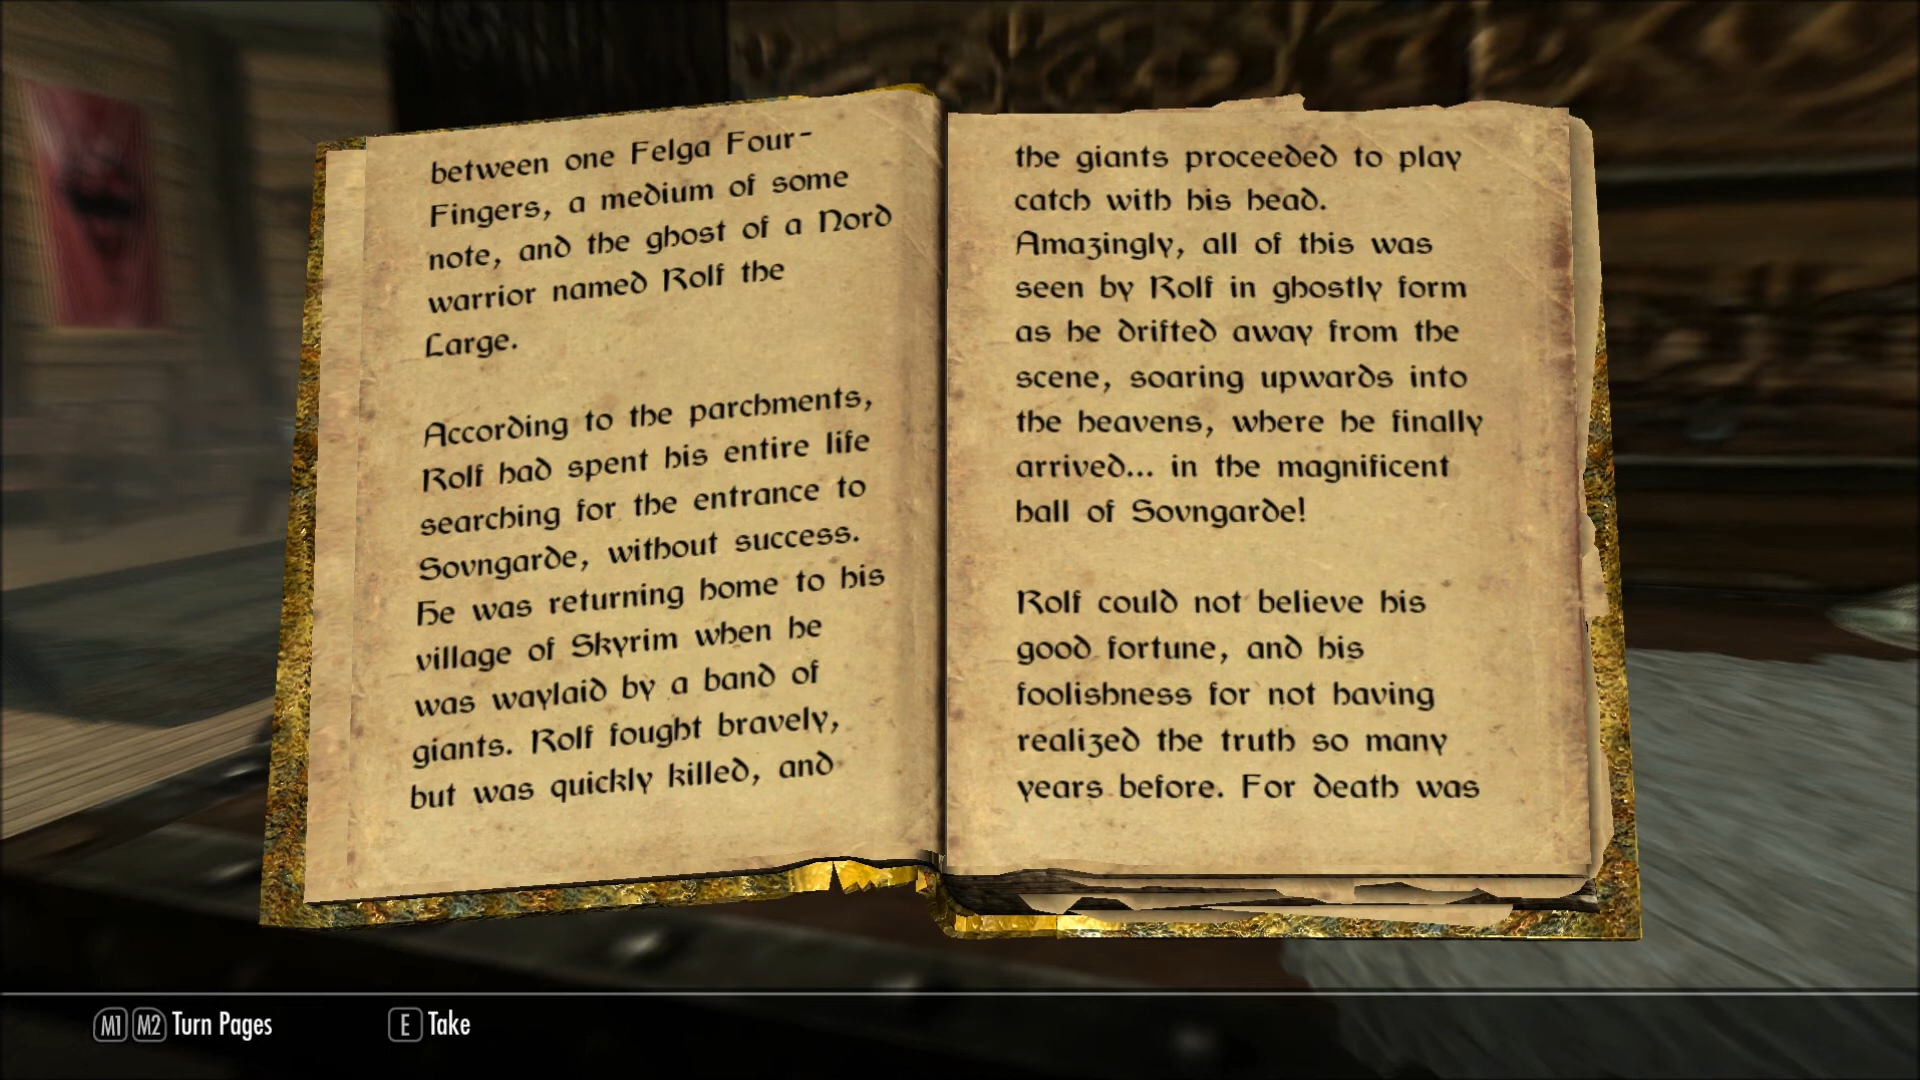 between one Felga Four-
Fingers, a medium of some
note, and the ghost of a Nord
warrior named Rolf the
Large.
According to the parchments,
Rolf had spent his entire life
searching for the entrance to
Sovngarde, without success.
He was returning home to his
village of Skyrim when he
was waylaid by a band of
giants. Rolf fought bravely,
but was quickly killed, and
the giants proceeded to play
catch with his head.
Amazingly, all of this was
seen by Rolf in ghostly form
as he drifted away from the
scene, soaring upwards into
the heavens, where he finally
arrived... in the magnificent
hall of Sovngarde!
Rolf could not believe his
good fortune, and his
foolishness for not having
realized the truth so many
years before. For death was
M1 M2 Turn Pages
E Take